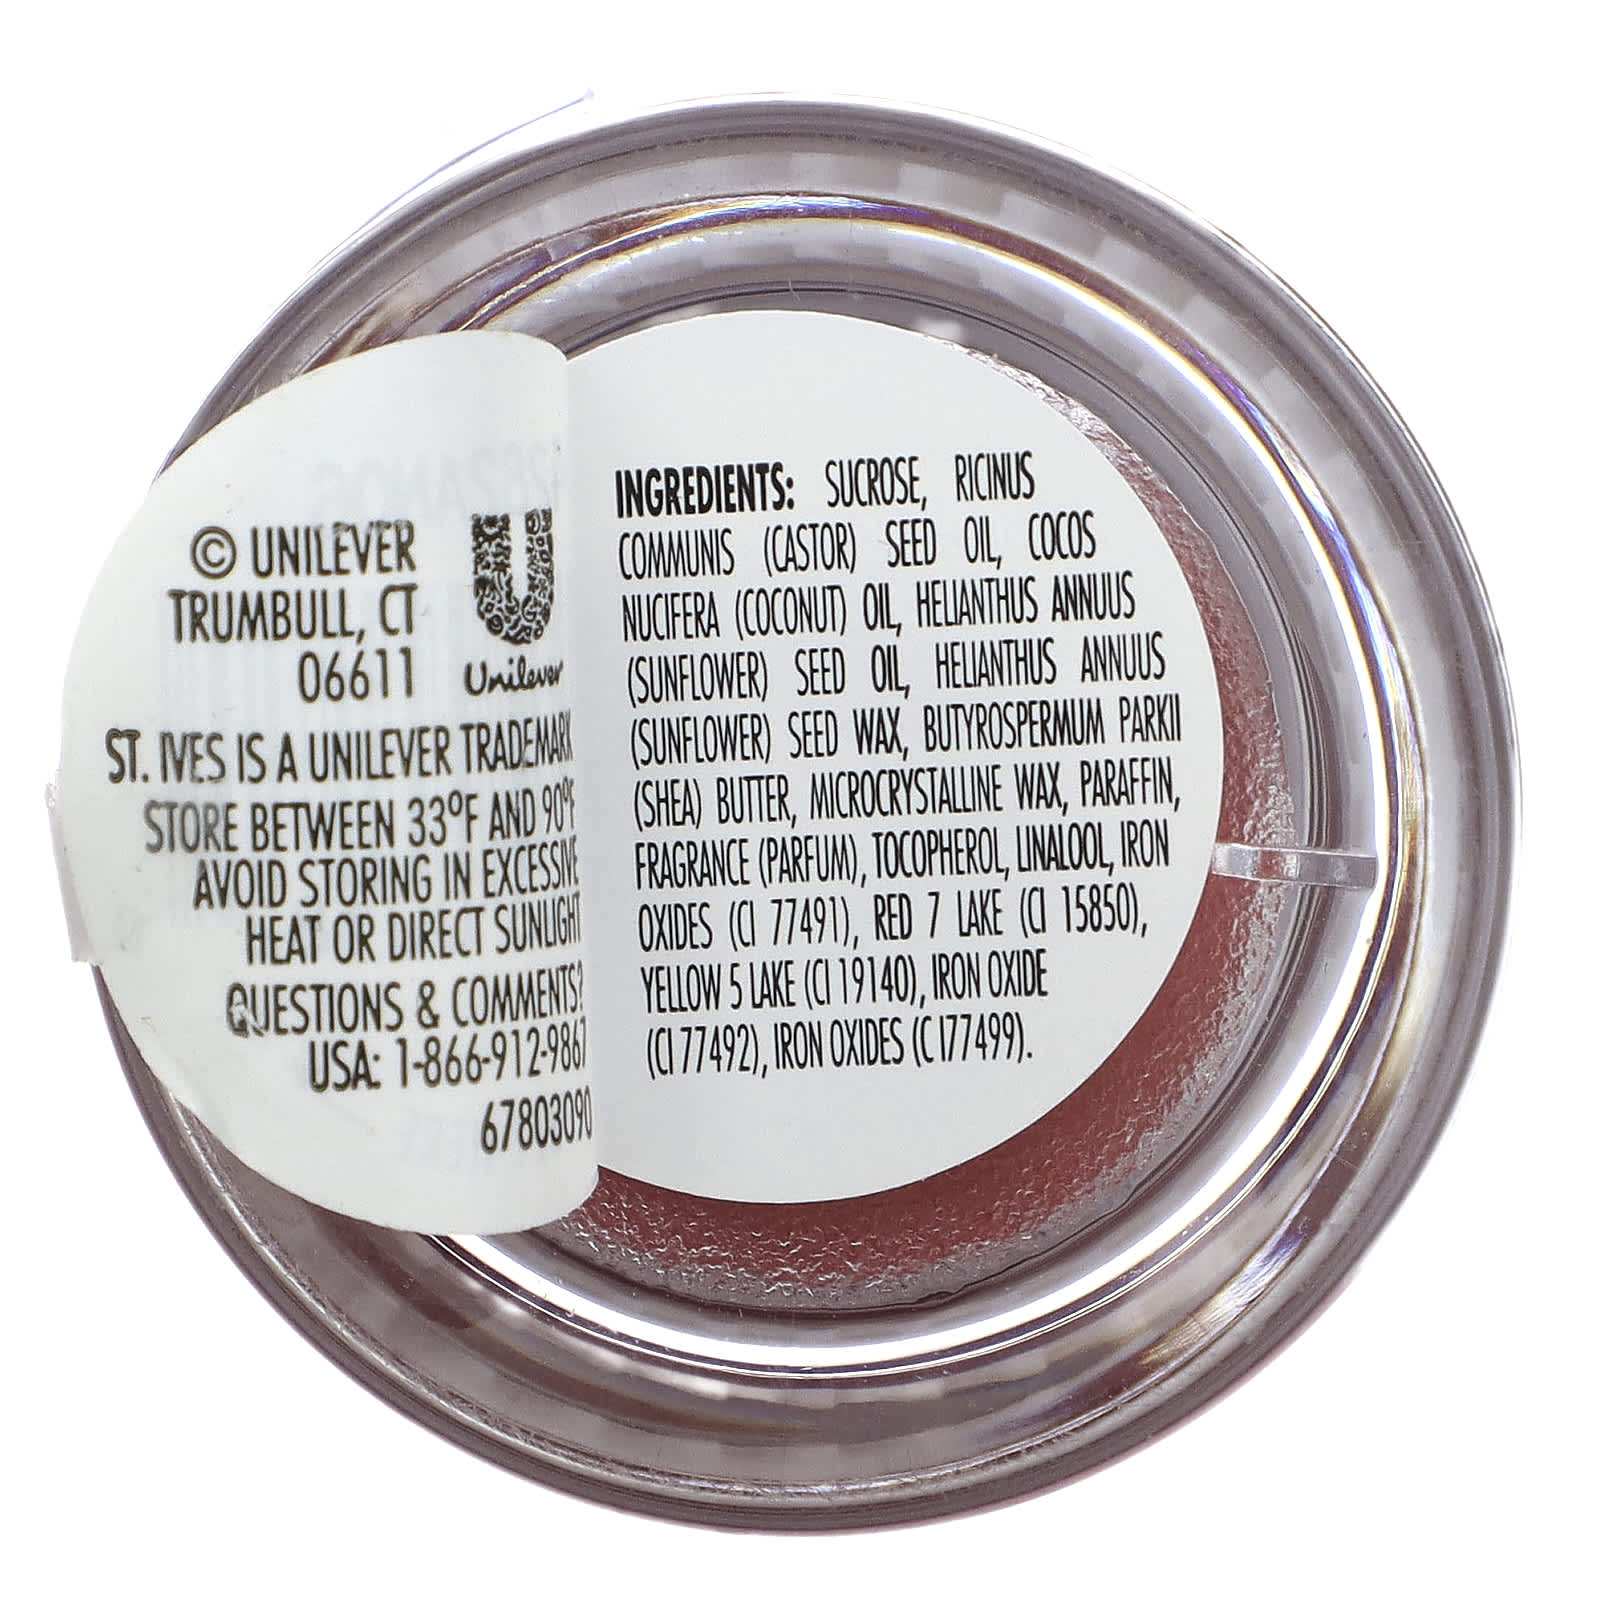 © UNILEVER
TRUMBULL, CT
06611
Unilever
ST. IVES IS A UNILEVER TRADEMARK
STORE BETWEEN 33°F AND 90°F
AVOID STORING IN EXCESSIVE
HEAT OR DIRECT SUNLIGHT
QUESTIONS & COMMENTS?
USA: 1-866-912-9867
67803090
INGREDIENTS: SUCROSE, RICINUS
COMMUNIS (CASTOR) SEED OIL, COCOS
NUCIFERA (COCONUT) OIL, HELIANTHUS ANNUUS
(SUNFLOWER) SEED OIL, HELIANTHUS ANNUUS
(SUNFLOWER) SEED WAX, BUTYROSPERMUM PARKII
(SHEA) BUTTER, MICROCRYSTALLINE WAX, PARAFFIN,
FRAGRANCE (PARFUM), TOCOPHEROL, LINALOOL, IRON
OXIDES (CI 77491), RED 7 LAKE (CI 15850),
YELLOW 5 LAKE (CI 19140), IRON OXIDE
(CI 77492), IRON OXIDES (C I77499).